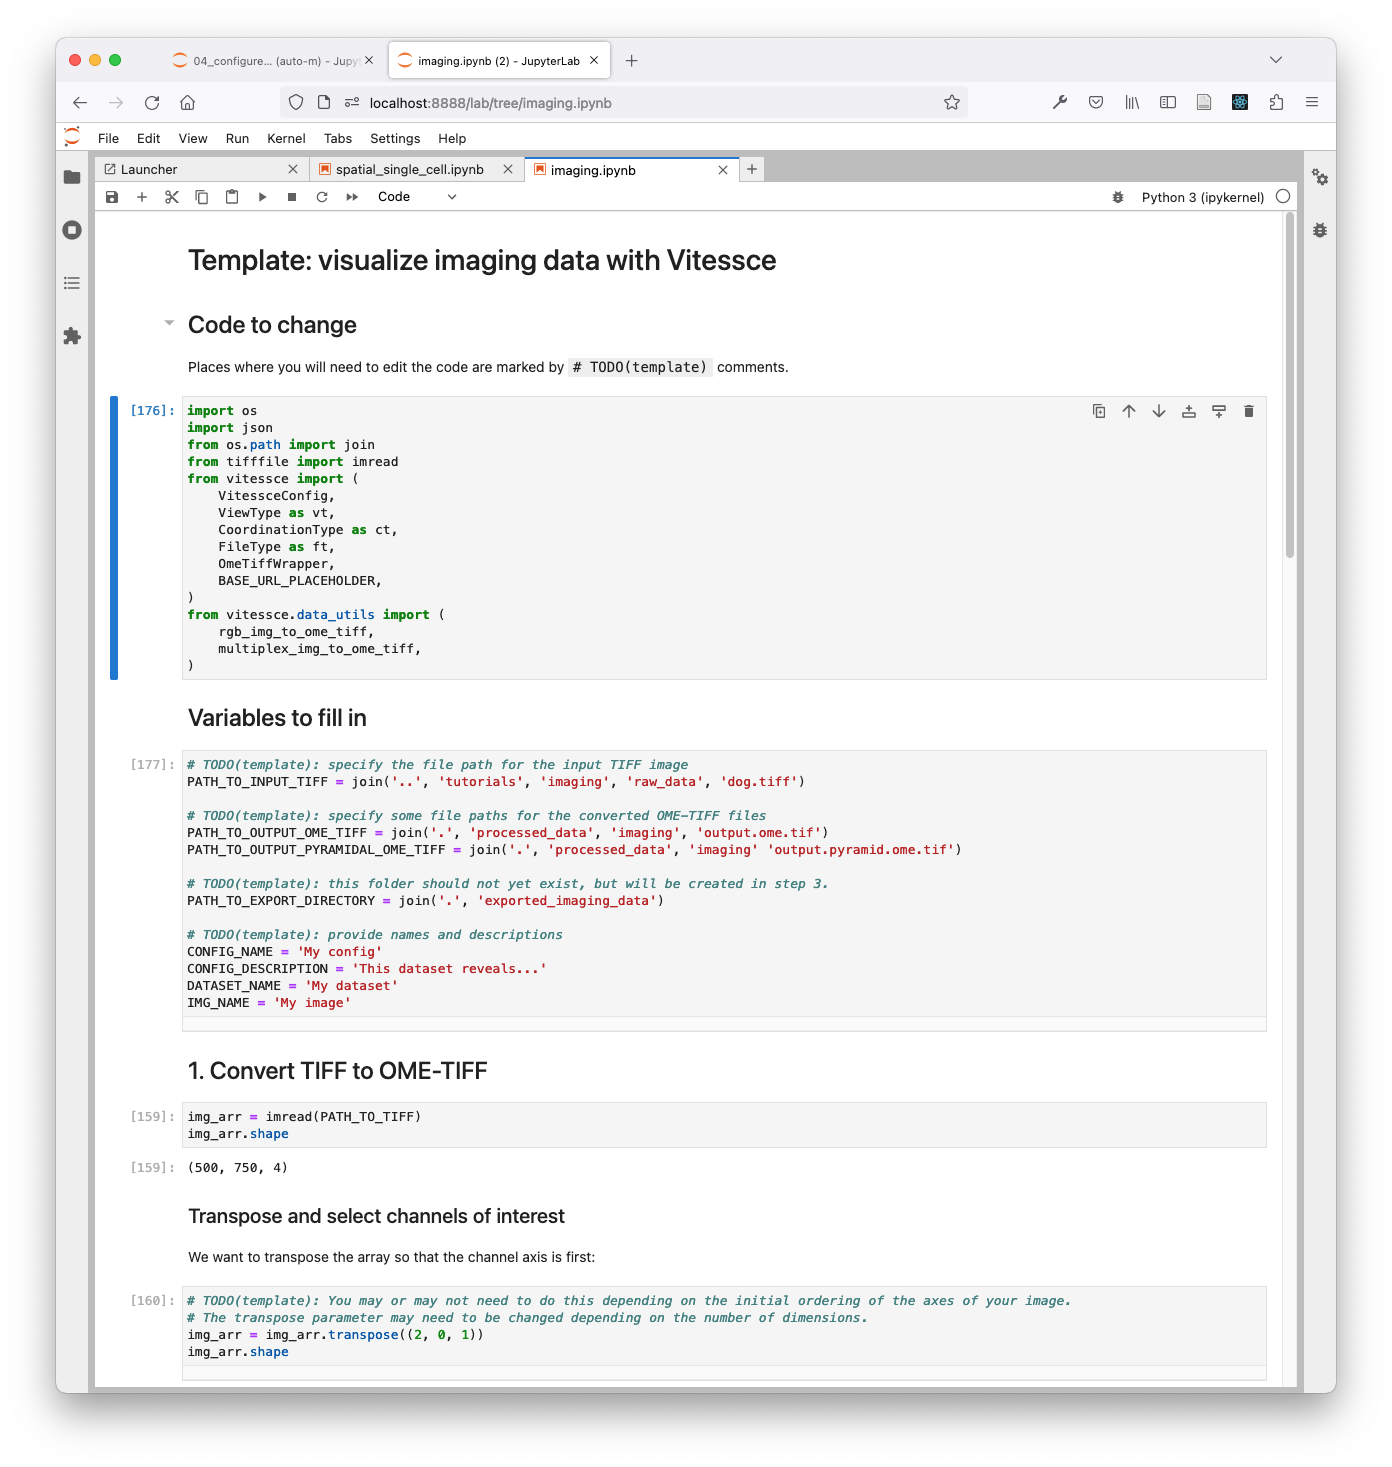 04_configure... (auto-m) - Jupy
imaging.ipynb (2) - JupyterLab
localhost:8888/lab/tree/imaging.ipynb
File Edit View Run Kernel Tabs Settings Help
Launcher
spatial_single_cell.ipynb
imaging.ipynb
Code
Python 3 (ipykernel)
Template: visualize imaging data with Vitessce
Code to change
Places where you will need to edit the code are marked by # TODO(template) comments.
[176]: import os
import json
from os.path import join
from tifffile import imread
from vitessce import (
    VitessceConfig,
    ViewType as vt,
    CoordinationType as ct,
    FileType as ft,
    OmeTiffWrapper,
    BASE_URL_PLACEHOLDER,
)
from vitessce.data_utils import (
    rgb_img_to_ome_tiff,
    multiplex_img_to_ome_tiff,
)
Variables to fill in
[177]: # TODO(template): specify the file path for the input TIFF image
PATH_TO_INPUT_TIFF = join('..', 'tutorials', 'imaging', 'raw_data', 'dog.tiff')
# TODO(template): specify some file paths for the converted OME-TIFF files
PATH_TO_OUTPUT_OME_TIFF = join('.', 'processed_data', 'imaging', 'output.ome.tif')
PATH_TO_OUTPUT_PYRAMIDAL_OME_TIFF = join('.', 'processed_data', 'imaging' 'output.pyramid.ome.tif')
# TODO(template): this folder should not yet exist, but will be created in step 3.
PATH_TO_EXPORT_DIRECTORY = join('.', 'exported_imaging_data')
# TODO(template): provide names and descriptions
CONFIG_NAME = 'My config'
CONFIG_DESCRIPTION = 'This dataset reveals...'
DATASET_NAME = 'My dataset'
IMG_NAME = 'My image'
1. Convert TIFF to OME-TIFF
[159]: img_arr = imread(PATH_TO_TIFF)
img_arr.shape
[159]: (500, 750, 4)
Transpose and select channels of interest
We want to transpose the array so that the channel axis is first:
[160]: # TODO(template): You may or may not need to do this depending on the initial ordering of the axes of your image.
# The transpose parameter may need to be changed depending on the number of dimensions.
img_arr = img_arr.transpose((2, 0, 1))
img_arr.shape